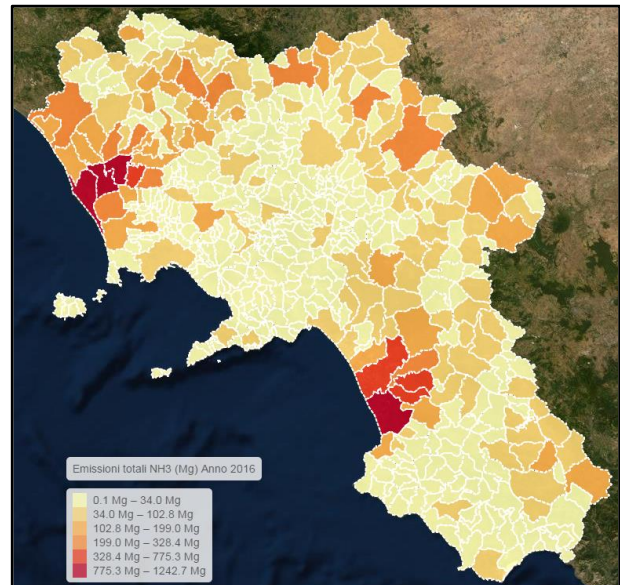 Emissioni totali NH3 (Mg) Anno 2016
0.1 Mg – 34.0 Mg
34.0 Mg – 102.8 Mg
102.8 Mg – 199.0 Mg
199.0 Mg – 328.4 Mg
328.4 Mg – 775.3 Mg
775.3 Mg – 1242.7 Mg